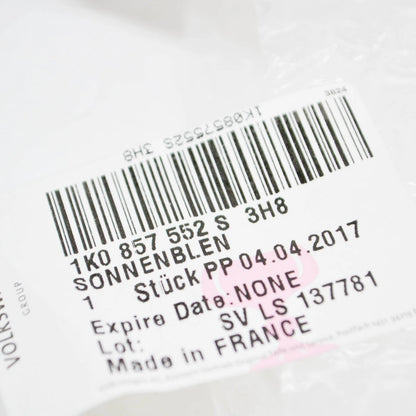 3824
1K0857552S 3H8
1K0 857 552 S 3H8
SONNENBLEN
1 Stück PP 04.04.2017
Expire Date: NONE
Lot: SV LS 137781
Made in FRANCE
VOLKSW
GROUP